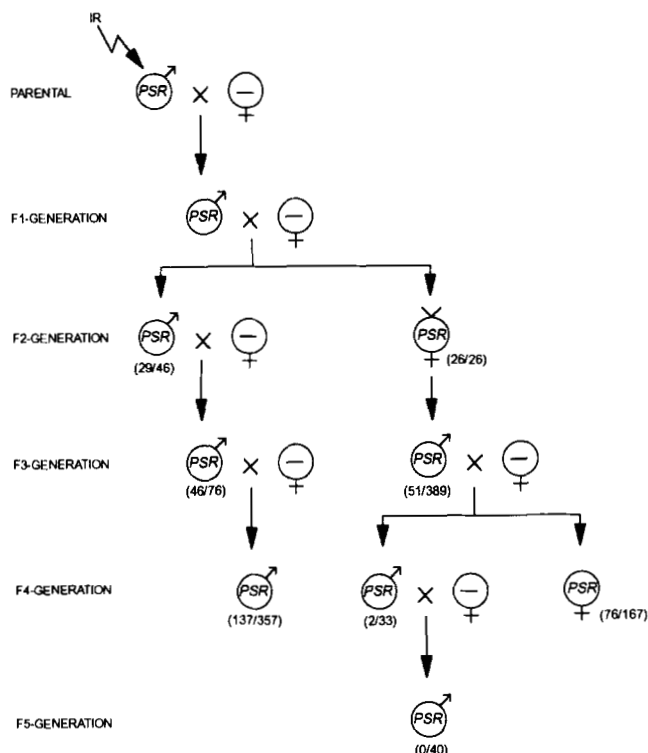 IR
PARENTAL PSR × −
F1-GENERATION PSR × −
F2-GENERATION PSR × − PSR
(29/46) (26/26)
F3-GENERATION PSR × − PSR × −
(46/76) (51/389)
F4-GENERATION PSR PSR × − PSR
(137/357) (2/33) (76/167)
F5-GENERATION PSR
(0/40)